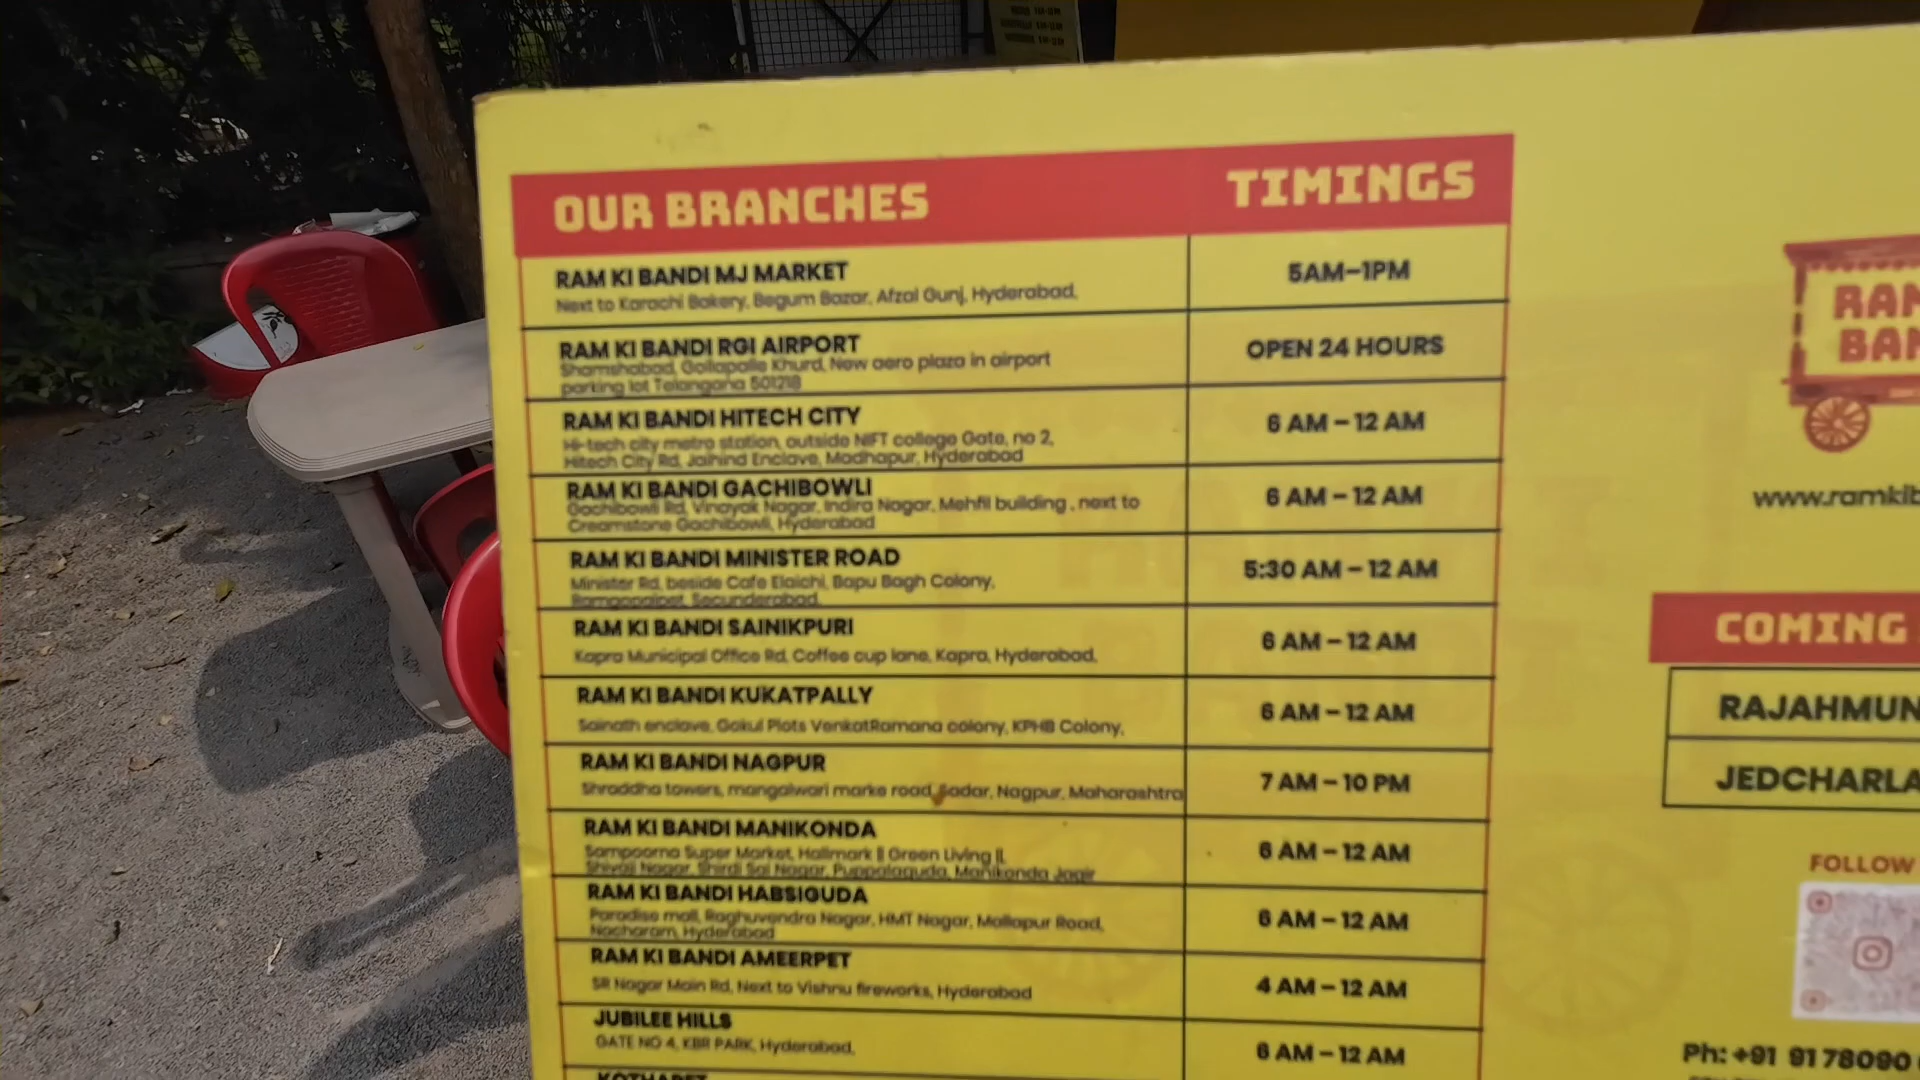 OUR BRANCHES
TIMINGS
RAM KI BANDI MJ MARKET
Next to Karachi Bakery, Begum Bazar, Afzal Gunj, Hyderabad,
5AM–1PM
RAM KI BANDI RGI AIRPORT
Shamshabad, Gollapalle Khurd, New aero plaza in airport
parking lot Telangana 501218
OPEN 24 HOURS
RAM KI BANDI HITECH CITY
Hi-tech city metro station, outside NIFT college Gate, no 2,
Hitech City Rd, Jaihind Enclave, Madhapur, Hyderabad
6 AM – 12 AM
RAM KI BANDI GACHIBOWLI
Gachibowli Rd, Vinayak Nagar, Indira Nagar, Mehfil building , next to
Creamstone Gachibowli, Hyderabad
6 AM – 12 AM
RAM KI BANDI MINISTER ROAD
Minister Rd, beside Cafe Elaichi, Bapu Bagh Colony,
Ramgopalpet, Secunderabad,
5:30 AM – 12 AM
RAM KI BANDI SAINIKPURI
Kapra Municipal Office Rd, Coffee cup lane, Kapra, Hyderabad,
6 AM – 12 AM
RAM KI BANDI KUKATPALLY
Sainath enclave, Gokul Plots VenkatRamana colony, KPHB Colony,
6 AM – 12 AM
RAM KI BANDI NAGPUR
Shraddha towers, mangalwari marke road, Sadar, Nagpur, Maharashtra
7 AM – 10 PM
RAM KI BANDI MANIKONDA
Sampoorna Super Market, Hallmark || Green Living ||,
Shivaji Nagar, Shirdi Sai Nagar, Puppalaguda, Manikonda Jagir
6 AM – 12 AM
RAM KI BANDI HABSIGUDA
Paradise mall, Raghuvendra Nagar, HMT Nagar, Mallapur Road,
Nacharam, Hyderabad
6 AM – 12 AM
RAM KI BANDI AMEERPET
SR Nagar Main Rd, Next to Vishnu fireworks, Hyderabad
4 AM – 12 AM
JUBILEE HILLS
GATE NO 4, KBR PARK, Hyderabad,
6 AM – 12 AM
KOTHAPET
RAM
BAN
www.ramkib
COMING
RAJAHMUN
JEDCHARLA
FOLLOW
Ph: +91 91 78090